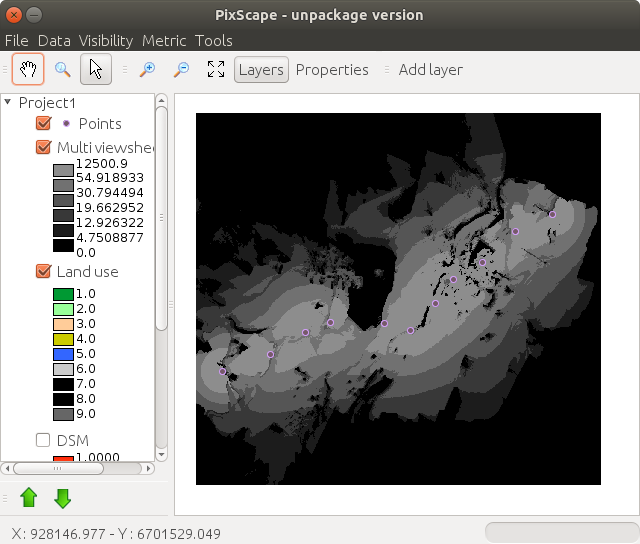 PixScape - unpackage version
File Data Visibility Metric Tools
Layers Properties Add layer
Project1
Points
Multi viewshe
12500.9
54.918933
30.794494
19.662952
12.926322
4.7508877
0.0
Land use
1.0
2.0
3.0
4.0
5.0
6.0
7.0
8.0
9.0
DSM
1.0000
X : 928146.977 - Y : 6701529.049